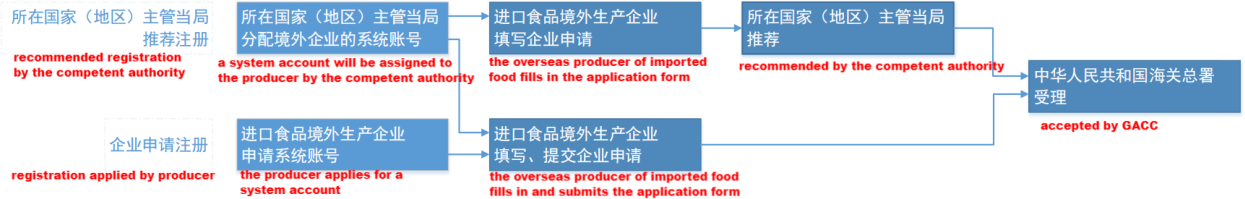 所在国家（地区）主管当局
推荐注册
recommended registration
by the competent authority
所在国家（地区）主管当局
分配境外企业的系统账号
a system account will be assigned to
the producer by the competent authority
进口食品境外生产企业
填写企业申请
the overseas producer of imported
food fills in the application form
所在国家（地区）主管当局
推荐
recommended by the competent authority
中华人民共和国海关总署
受理
accepted by GACC
企业申请注册
registration applied by producer
进口食品境外生产企业
申请系统账号
the producer applies for a
system account
进口食品境外生产企业
填写、提交企业申请
the overseas producer of imported food
fills in and submits the application form